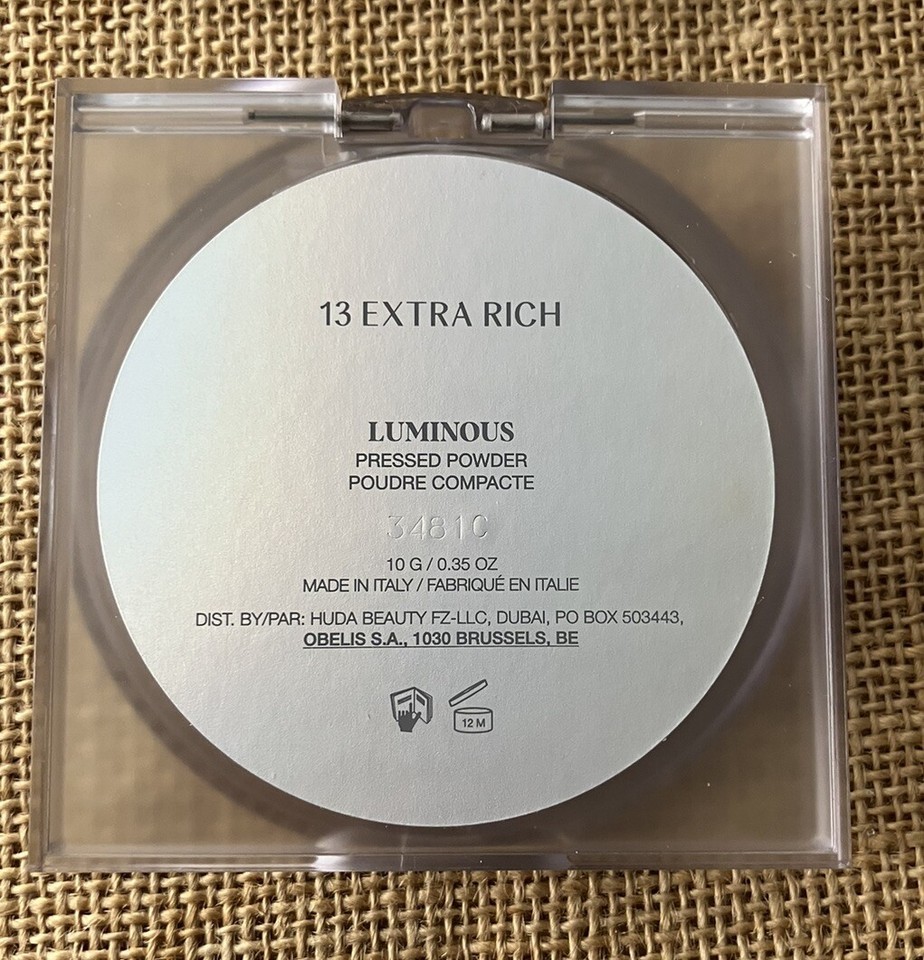 13 EXTRA RICH
LUMINOUS
PRESSED POWDER
POUDRE COMPACTE
3481C
10 G / 0.35 OZ
MADE IN ITALY / FABRIQUÉ EN ITALIE
DIST. BY/PAR: HUDA BEAUTY FZ-LLC, DUBAI, PO BOX 503443,
OBELIS S.A., 1030 BRUSSELS, BE
12 M